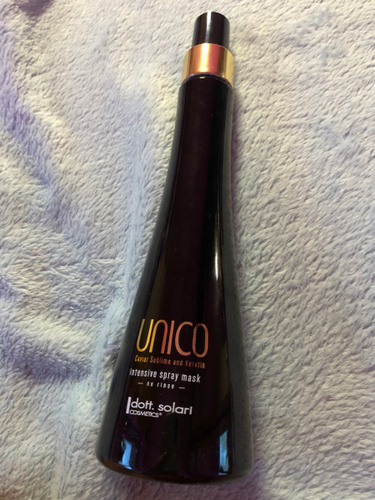 UNICO
Caviar Sublime and Keratin
intensive spray mask
— no rinse —
dott. solari
COSMETICS®